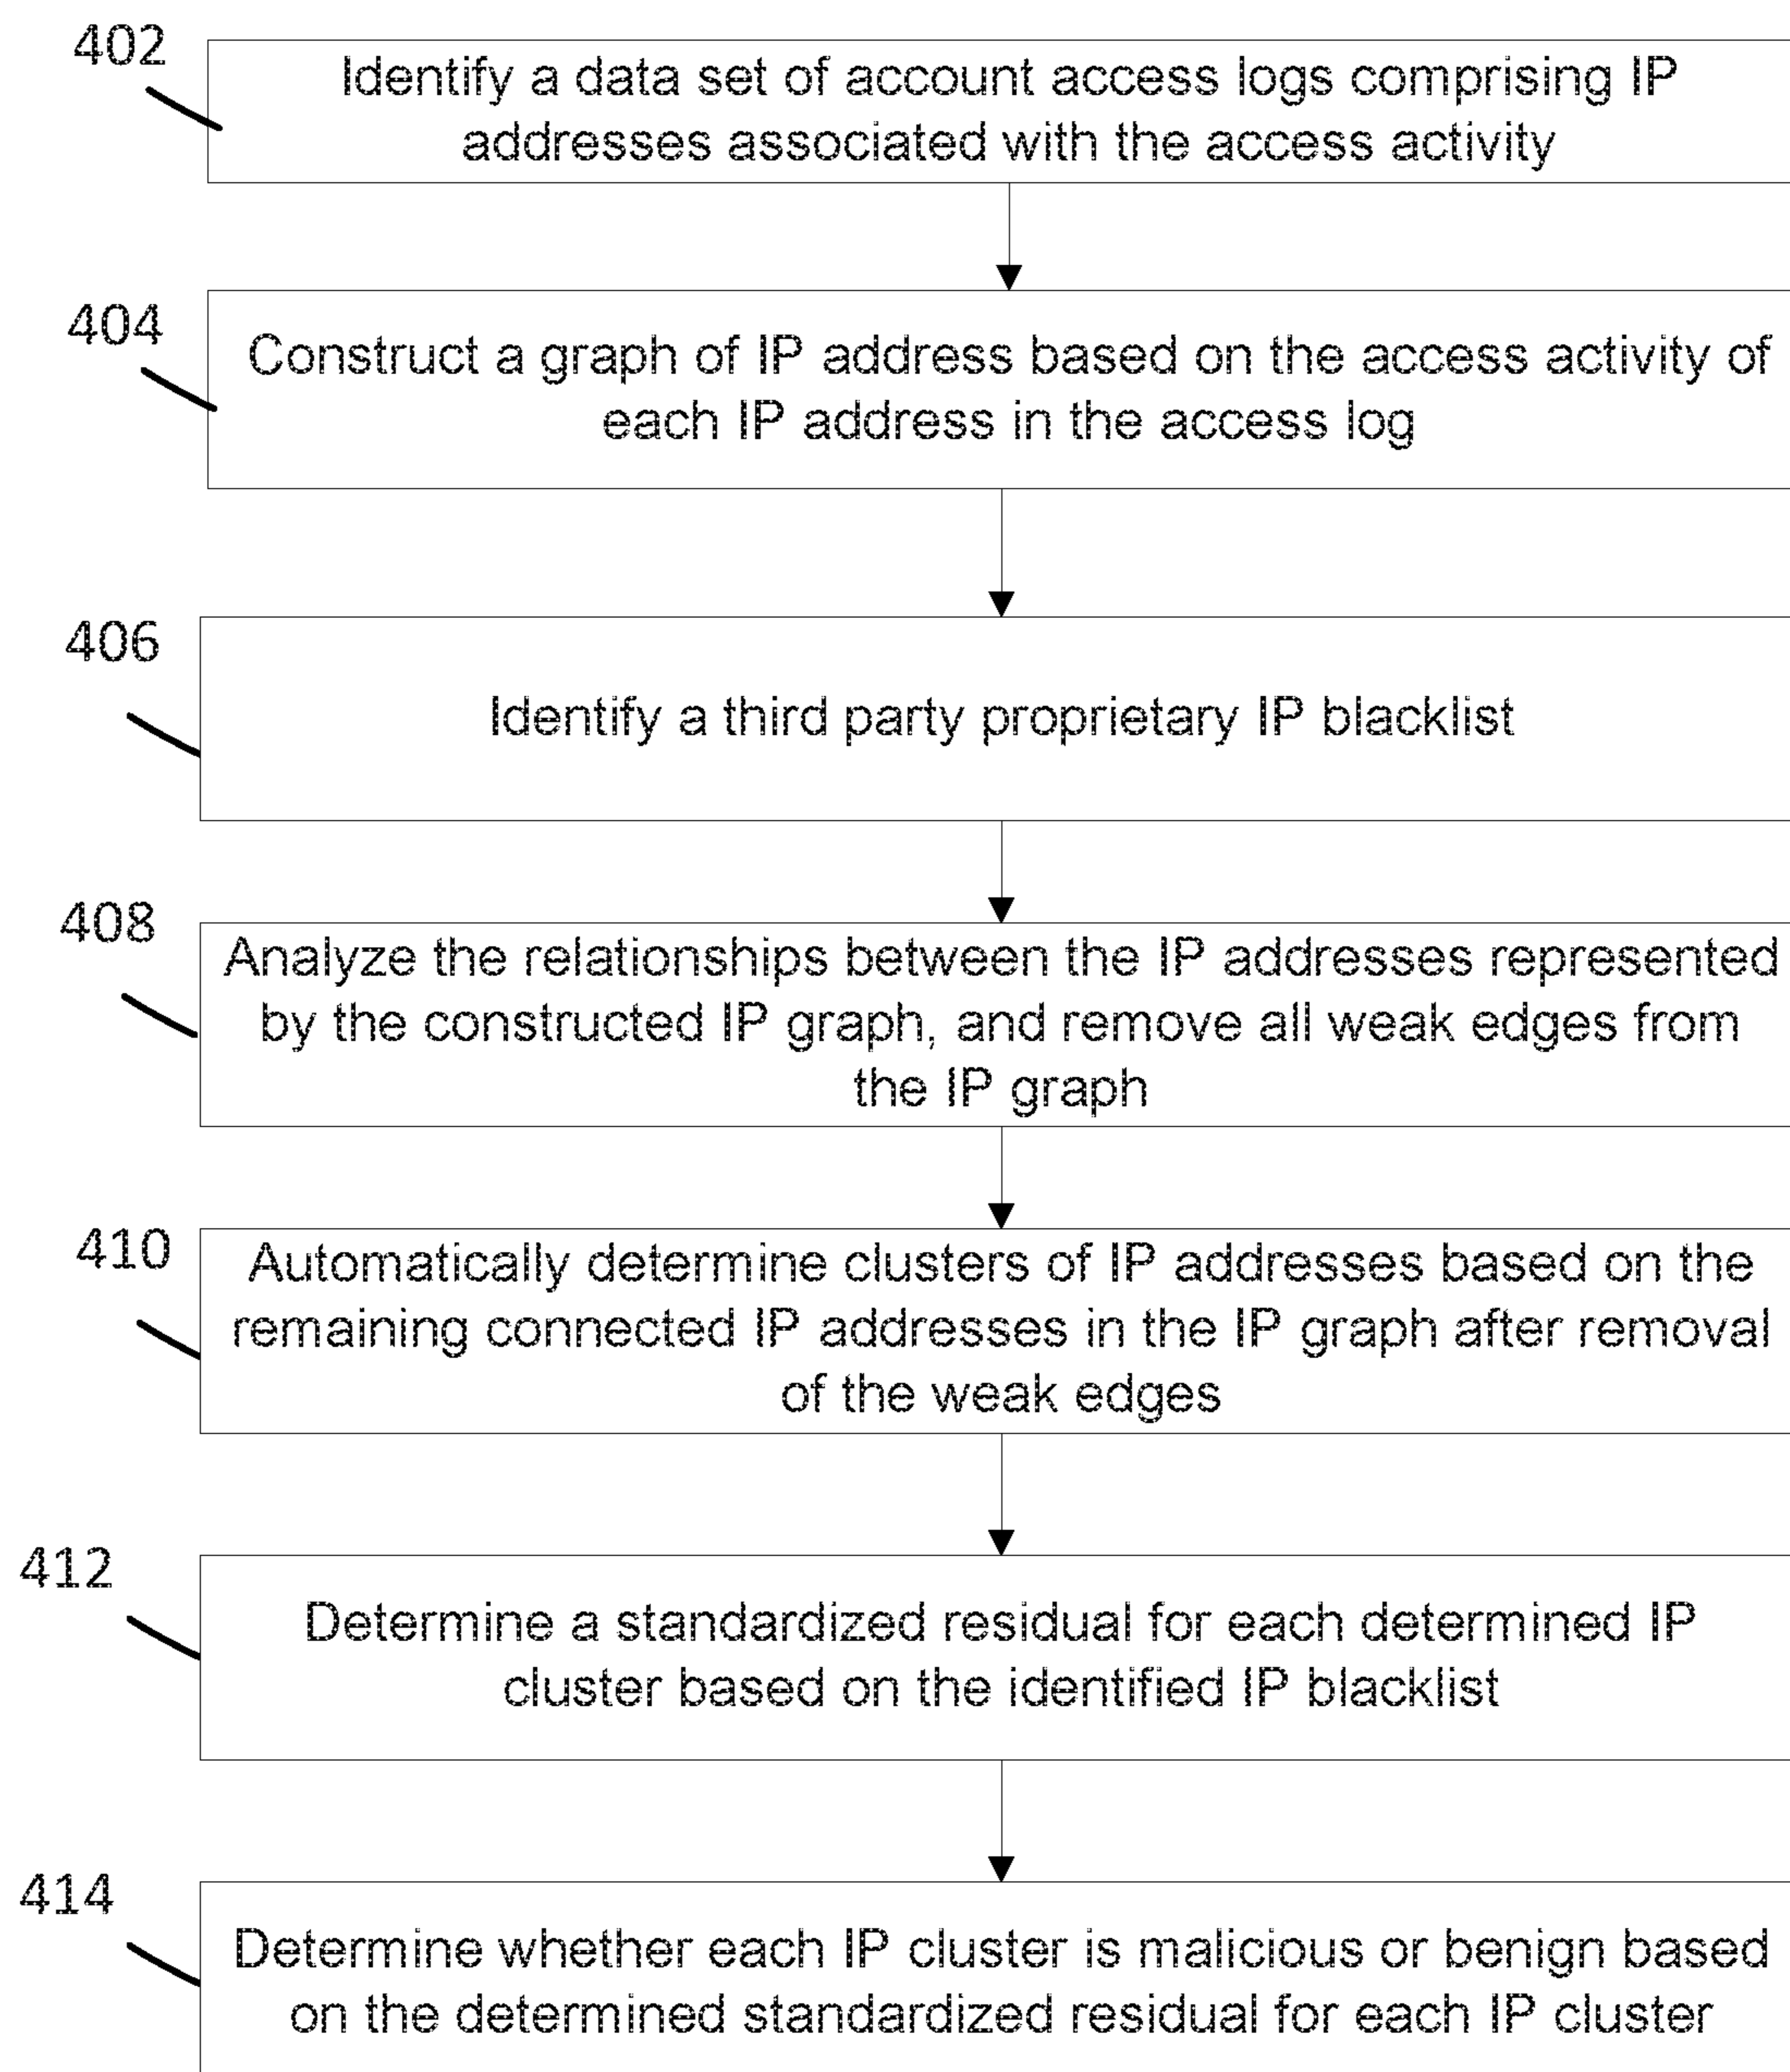 402
Identify a data set of account access logs comprising IP
addresses associated with the access activity
404
Construct a graph of IP address based on the access activity of
each IP address in the access log
406
Identify a third party proprietary IP blacklist
408
Analyze the relationships between the IP addresses represented
by the constructed IP graph, and remove all weak edges from
the IP graph
410
Automatically determine clusters of IP addresses based on the
remaining connected IP addresses in the IP graph after removal
of the weak edges
412
Determine a standardized residual for each determined IP
cluster based on the identified IP blacklist
414
Determine whether each IP cluster is malicious or benign based
on the determined standardized residual for each IP cluster